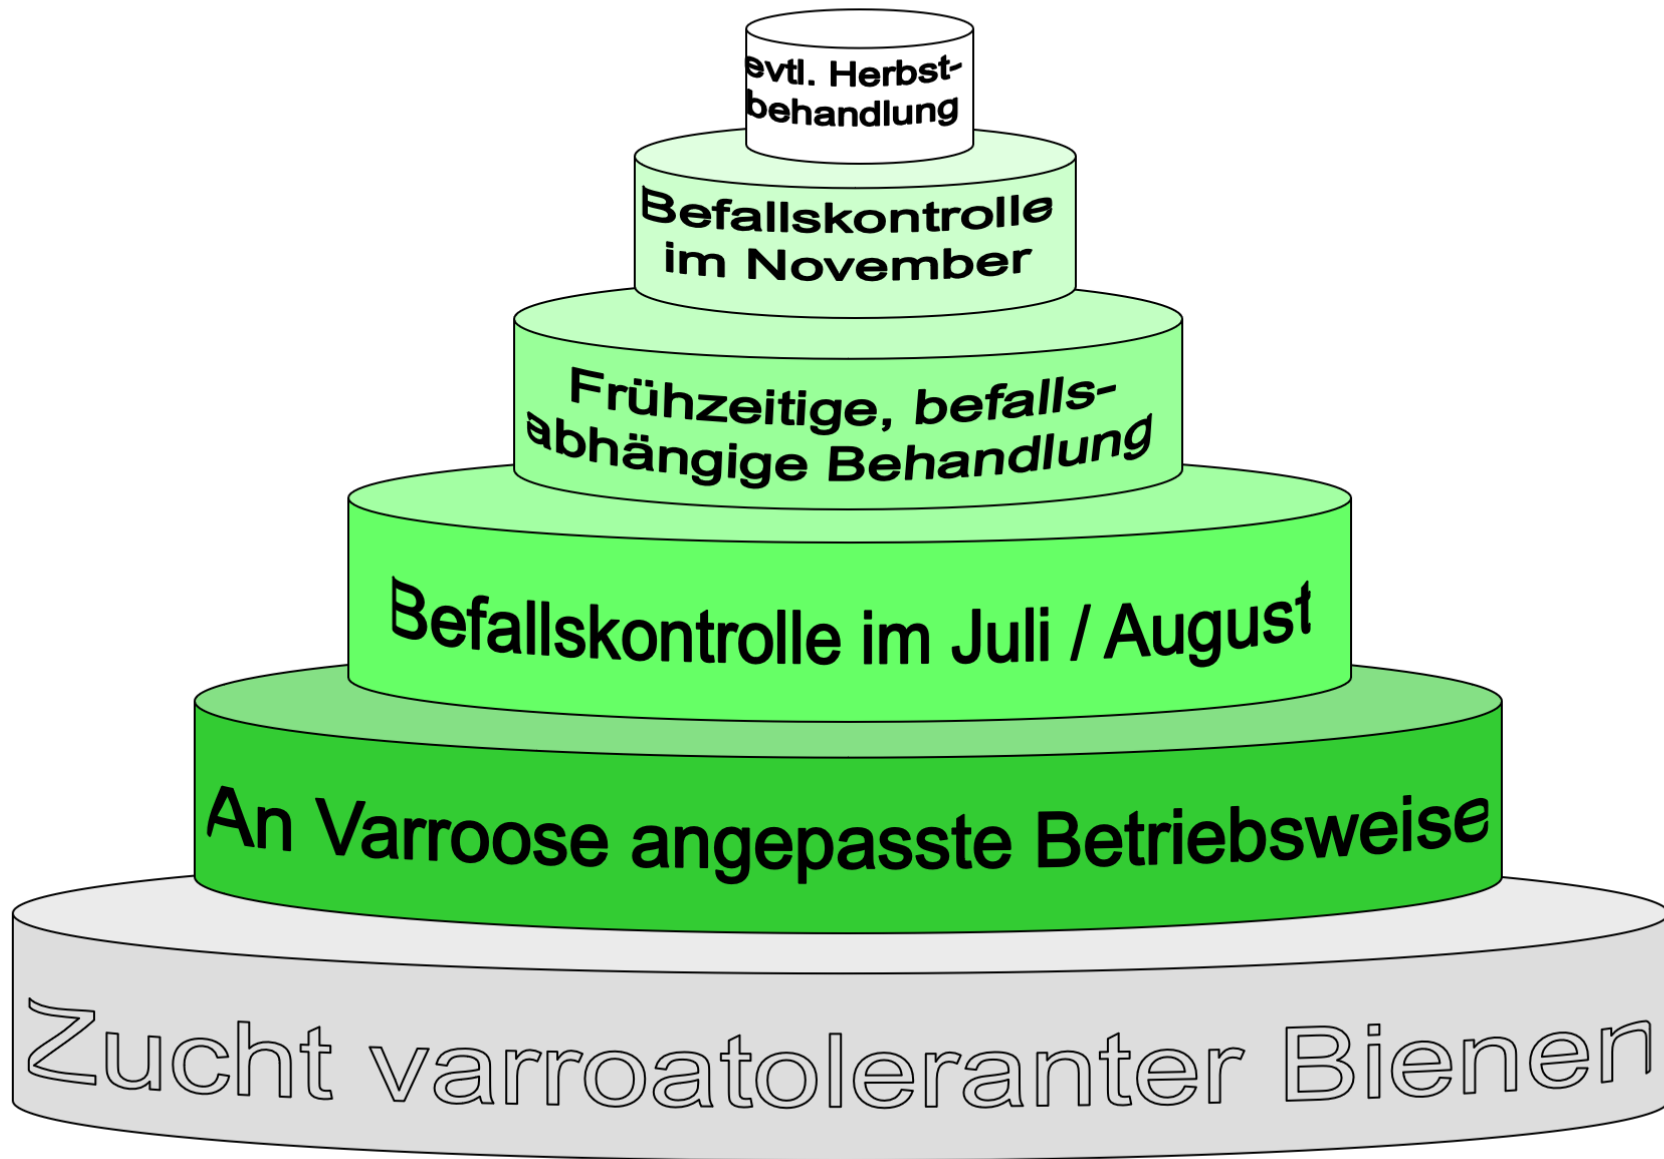 evtl. Herbst-
behandlung
Befallskontrolle
im November
Frühzeitige, befalls-
abhängige Behandlung
Befallskontrolle im Juli / August
An Varroose angepasste Betriebsweise
Zucht varroatoleranter Bienen